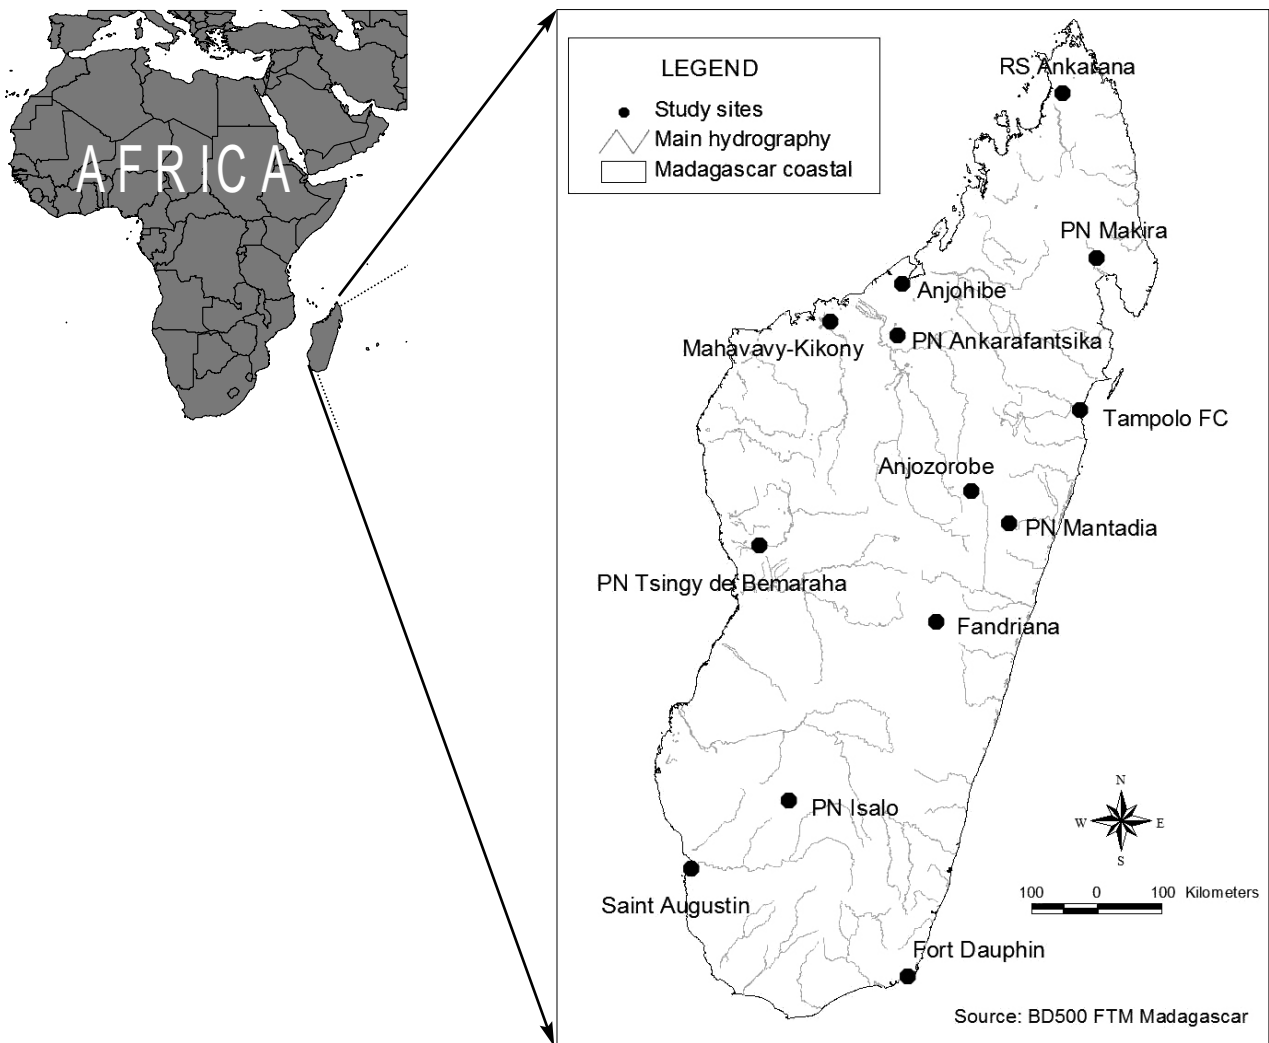 AFRICA
LEGEND
Study sites
Main hydrography
Madagascar coastal
RS Ankarana
PN Makira
Anjohibe
Mahavavy-Kikony
PN Ankarafantsika
Tampolo FC
Anjozorobe
PN Mantadia
PN Tsingy de Bemaraha
Fandriana
PN Isalo
Saint Augustin
Fort Dauphin
N
W E
S
100 0 100 Kilometers
Source: BD500 FTM Madagascar